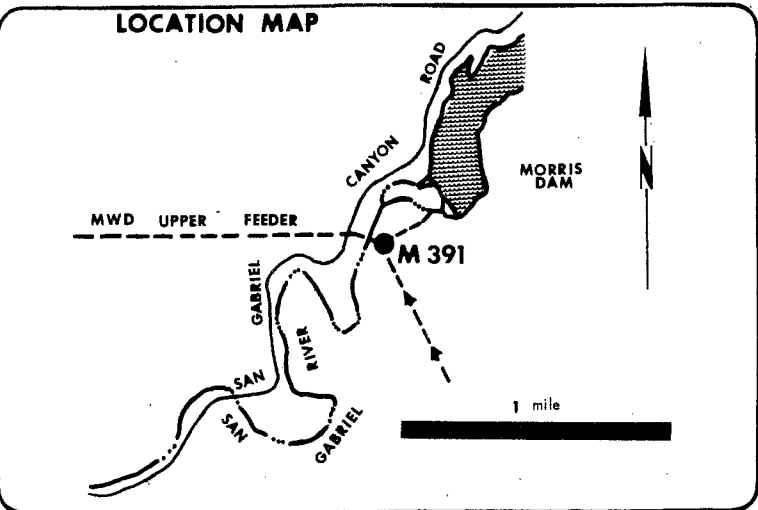 LOCATION MAP
SAN GABRIEL CANYON ROAD
MORRIS
DAM
N
MWD UPPER FEEDER
M 391
SAN GABRIEL RIVER
1 mile